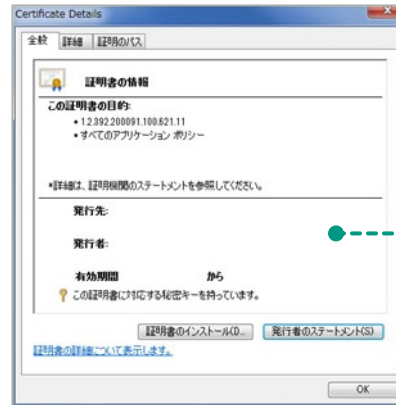 Certificate Details
全般 詳細 証明のパス
証明書の情報
この証明書の目的:
• 1.2.392.200091.100.621.11
• すべてのアプリケーション ポリシー
*詳細は、証明機関のステートメントを参照してください。
発行先:
発行者:
有効期間 から
この証明書に対応する秘密キーを持っています。
証明書のインストール(I)... 発行者のステートメント(S)
証明書の詳細について表示します。
OK